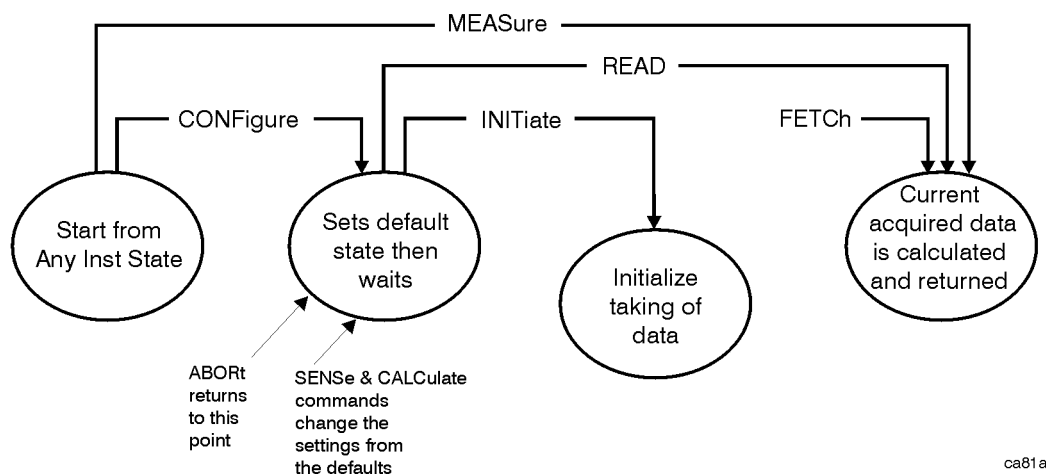 MEASure
READ
CONFigure
INITiate
FETCh
Start from
Any Inst State
Sets default
state then
waits
Initialize
taking of
data
Current
acquired data
is calculated
and returned
ABORt
returns
to this
point
SENSe & CALCulate
commands
change the
settings from
the defaults
ca81a